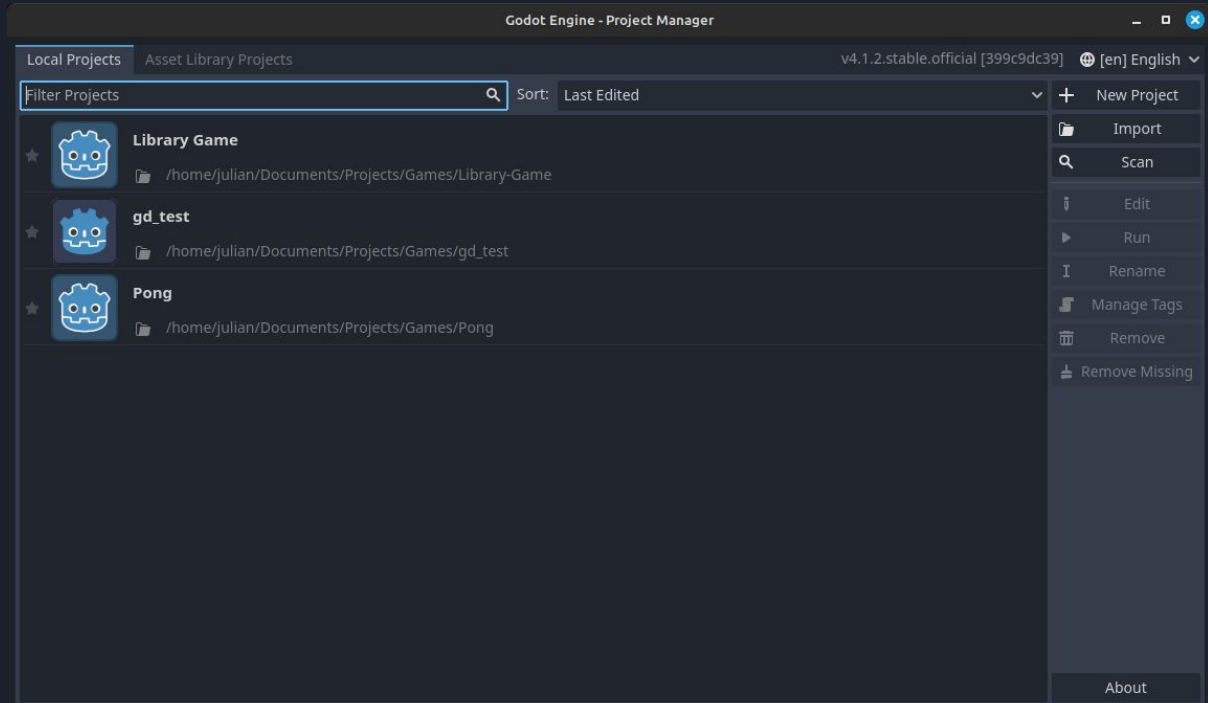 Godot Engine - Project Manager
Local Projects Asset Library Projects v4.1.2.stable.official [399c9dc39] [en] English
Filter Projects Sort: Last Edited New Project
Import
Scan
Edit
Run
Rename
Manage Tags
Remove
Remove Missing
Library Game
/home/julian/Documents/Projects/Games/Library-Game
gd_test
/home/julian/Documents/Projects/Games/gd_test
Pong
/home/julian/Documents/Projects/Games/Pong
About